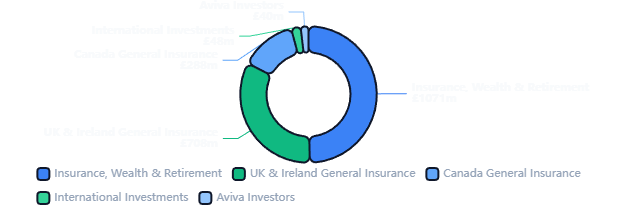 Aviva Investors
International Investments
Canada General Insurance
Insurance, Wealth & Retirement
£1071m
UK & Ireland General Insurance
Insurance, Wealth & Retirement
UK & Ireland General Insurance
Canada General Insurance
International Investments
Aviva Investors